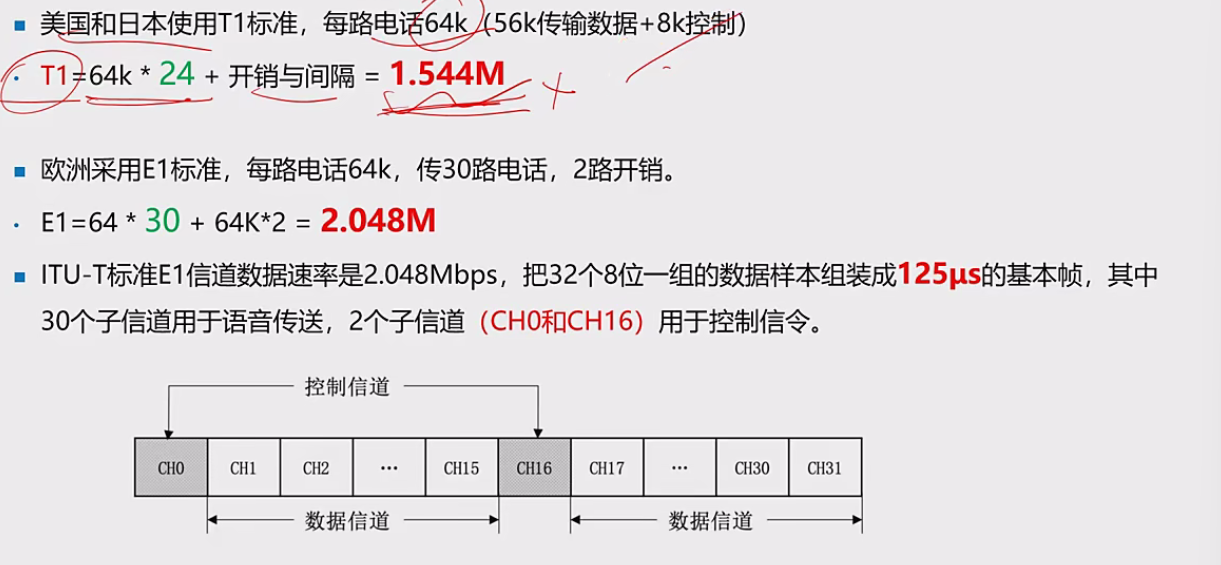 美国和日本使用T1标准，每路电话64k（56k传输数据+8k控制）
T1=64k * 24 + 开销与间隔 = 1.544M
欧洲采用E1标准，每路电话64k，传30路电话，2路开销。
E1=64 * 30 + 64K*2 = 2.048M
ITU-T标准E1信道数据速率是2.048Mbps，把32个8位一组的数据样本组装成125μs的基本帧，其中
30个子信道用于语音传送，2个子信道（CH0和CH16）用于控制信令。
控制信道
CH0 CH1 CH2 ··· CH15 CH16 CH17 ··· CH30 CH31
数据信道 数据信道